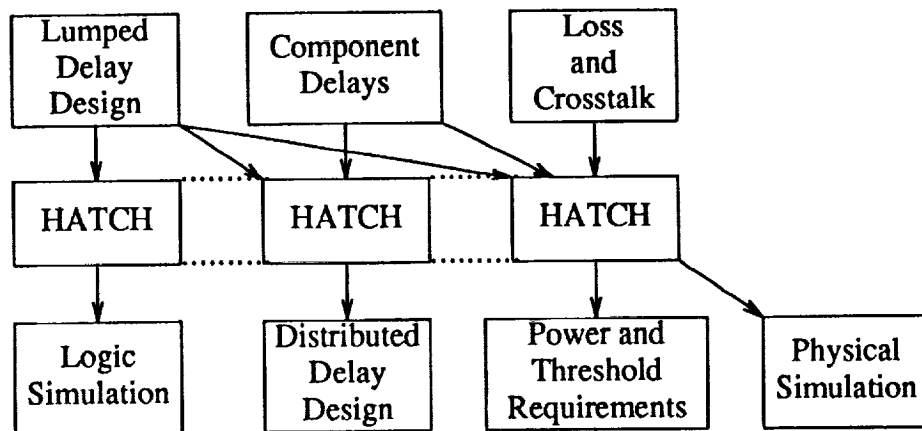 Lumped
Delay
Design
Component
Delays
Loss
and
Crosstalk
HATCH
HATCH
HATCH
Logic
Simulation
Distributed
Delay
Design
Power and
Threshold
Requirements
Physical
Simulation